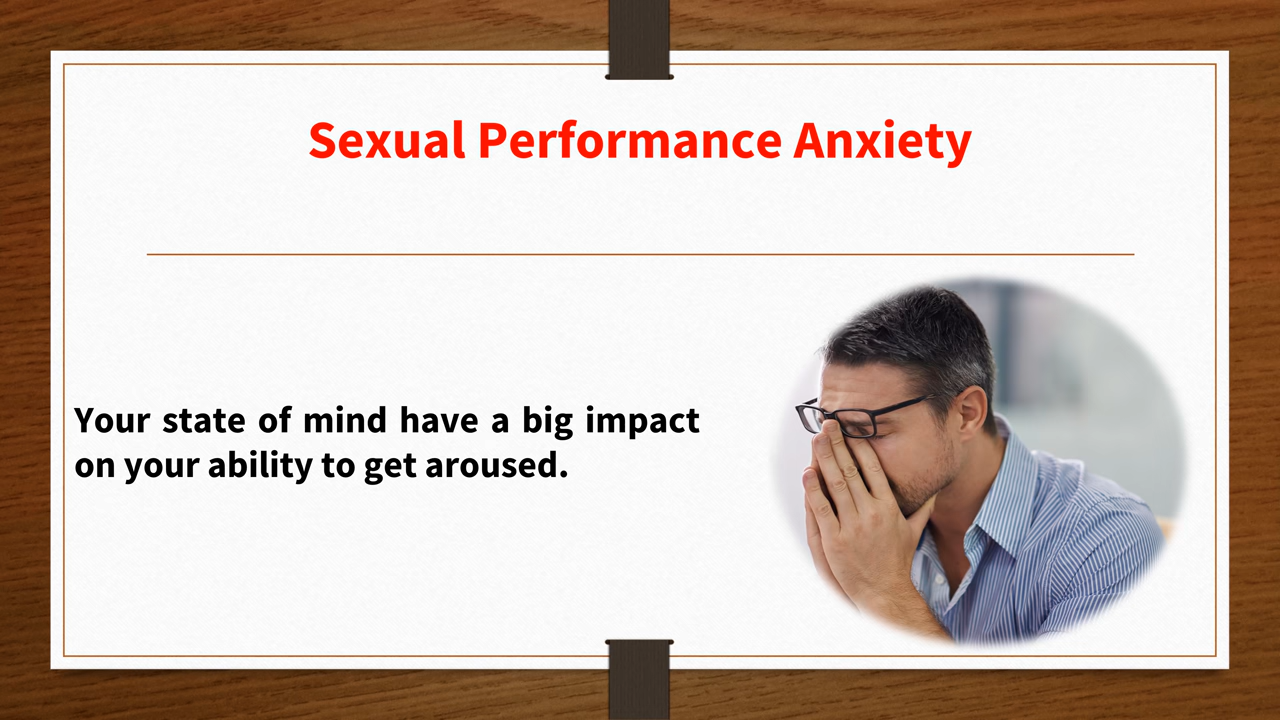 Sexual Performance Anxiety
Your state of mind have a big impact
on your ability to get aroused.